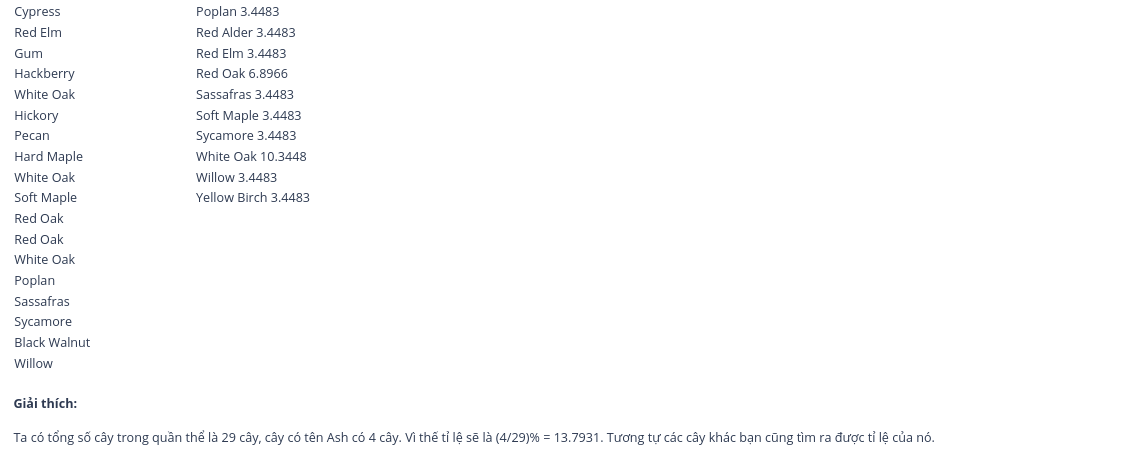 Cypress
Red Elm
Gum
Hackberry
White Oak
Hickory
Pecan
Hard Maple
White Oak
Soft Maple
Red Oak
Red Oak
White Oak
Poplan
Sassafras
Sycamore
Black Walnut
Willow
Poplan 3.4483
Red Alder 3.4483
Red Elm 3.4483
Red Oak 6.8966
Sassafras 3.4483
Soft Maple 3.4483
Sycamore 3.4483
White Oak 10.3448
Willow 3.4483
Yellow Birch 3.4483
Giải thích:
Ta có tổng số cây trong quần thể là 29 cây, cây có tên Ash có 4 cây. Vì thế tỉ lệ sẽ là (4/29)% = 13.7931. Tương tự các cây khác bạn cũng tìm ra được tỉ lệ của nó.